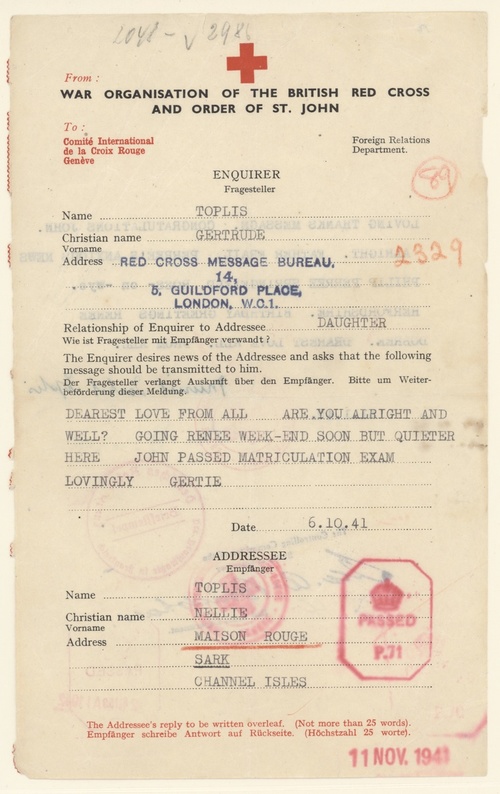 From :
WAR ORGANISATION OF THE BRITISH RED CROSS
AND ORDER OF ST. JOHN
To :
Comité International
de la Croix Rouge
Genève
Foreign Relations
Department.
ENQUIRER
Fragesteller
89
Name TOPLIS
Christian name GERTRUDE
Vorname
2329
Address RED CROSS MESSAGE BUREAU,
14,
5, GUILDFORD PLACE,
LONDON, W.C.1.
Relationship of Enquirer to Addressee DAUGHTER
Wie ist Fragesteller mit Empfänger verwandt ?
The Enquirer desires news of the Addressee and asks that the following
message should be transmitted to him.
Der Fragesteller verlangt Auskunft über den Empfänger. Bitte um Weiter-
beförderung dieser Meldung.
DEAREST LOVE FROM ALL ARE YOU ALRIGHT AND
WELL? GOING RENEE WEEK-END SOON BUT QUIETER
HERE JOHN PASSED MATRICULATION EXAM
LOVINGLY GERTIE
Date 6.10.41
ADDRESSEE
Empfänger
Name TOPLIS
Christian name NELLIE
Vorname
Address MAISON ROUGE
SARK
CHANNEL ISLES
PASSED
P.71
The Addressee's reply to be written overleaf. (Not more than 25 words).
Empfänger schreibe Antwort auf Rückseite. (Höchstzahl 25 worte).
11 NOV. 1941